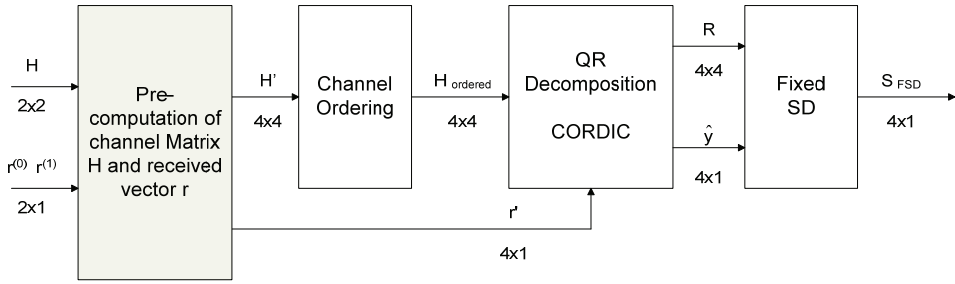 H
2x2
r(0) r(1)
2x1
Pre-
computation of
channel Matrix
H and received
vector r
H'
4x4
Channel
Ordering
H ordered
4x4
r'
4x1
QR
Decomposition
CORDIC
R
4x4
ŷ
4x1
Fixed
SD
S FSD
4x1